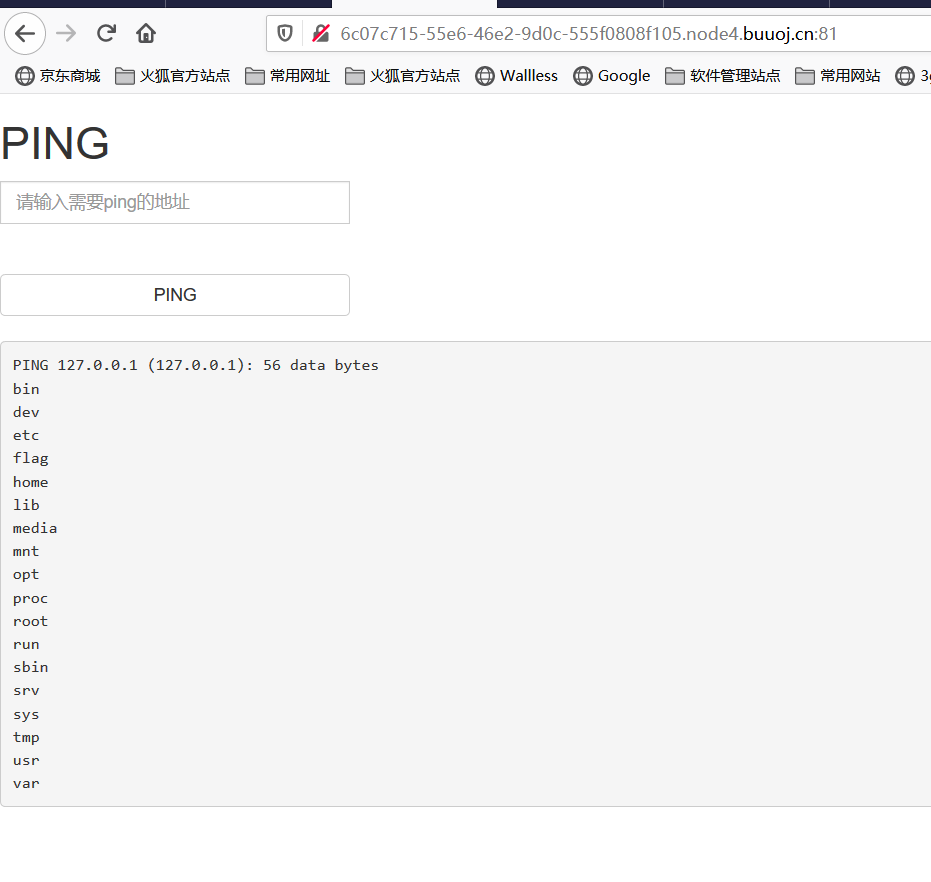 6c07c715-55e6-46e2-9d0c-555f0808f105.node4.buuoj.cn:81
京东商城 火狐官方站点 常用网址 火狐官方站点 Wallless Google 软件管理站点 常用网站
PING
请输入需要ping的地址
PING
PING 127.0.0.1 (127.0.0.1): 56 data bytes
bin
dev
etc
flag
home
lib
media
mnt
opt
proc
root
run
sbin
srv
sys
tmp
usr
var